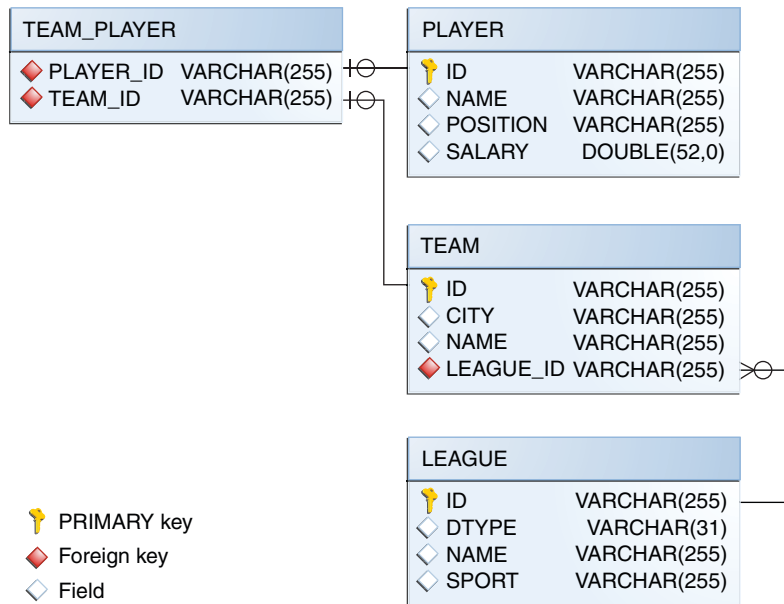 TEAM_PLAYER
PLAYER_ID VARCHAR(255)
TEAM_ID VARCHAR(255)
PLAYER
ID VARCHAR(255)
NAME VARCHAR(255)
POSITION VARCHAR(255)
SALARY DOUBLE(52,0)
TEAM
ID VARCHAR(255)
CITY VARCHAR(255)
NAME VARCHAR(255)
LEAGUE_ID VARCHAR(255)
LEAGUE
ID VARCHAR(255)
DTYPE VARCHAR(31)
NAME VARCHAR(255)
SPORT VARCHAR(255)
PRIMARY key
Foreign key
Field